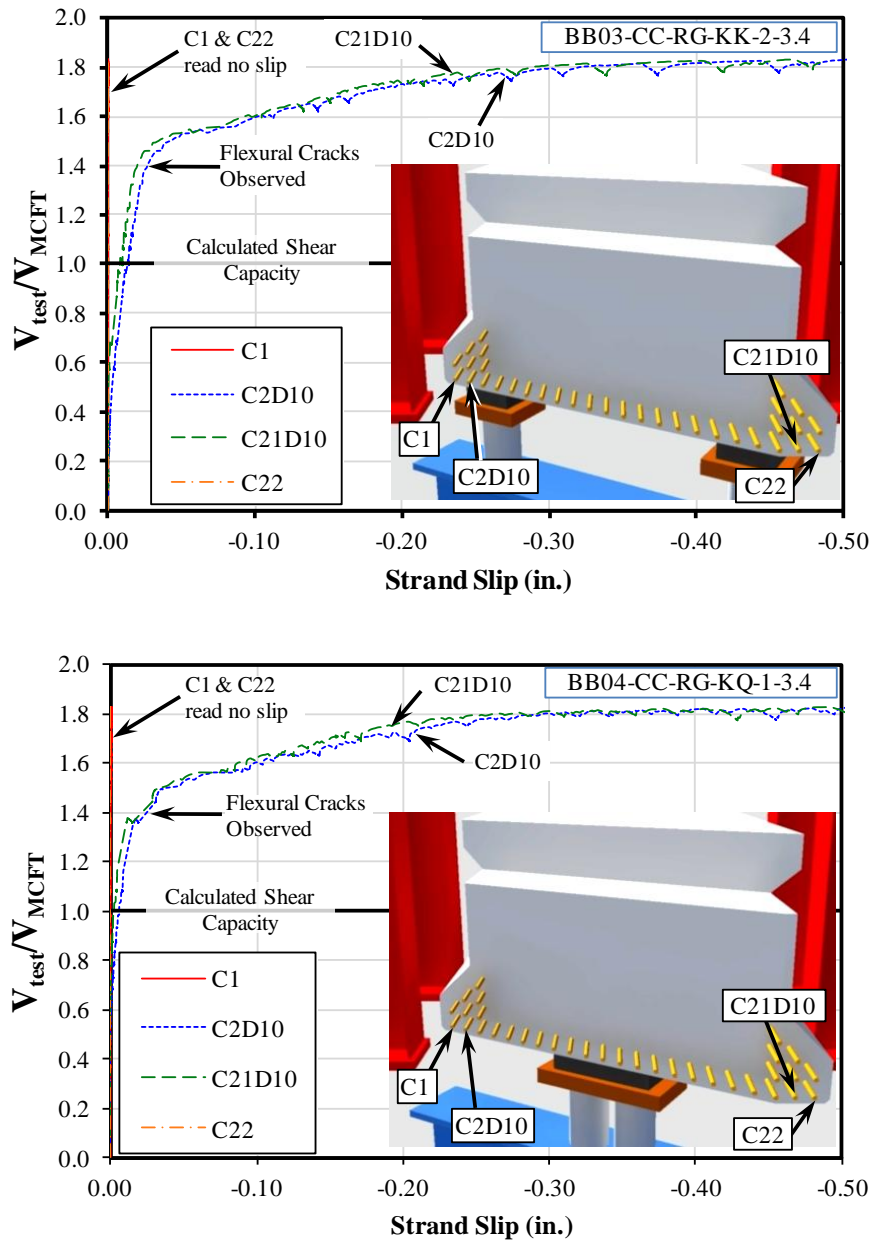 BB03-CC-RG-KK-2-3.4
C1 & C22
read no slip
C21D10
C2D10
Flexural Cracks
Observed
Calculated Shear
Capacity
Vtest/VMCFT
2.0
1.8
1.6
1.4
1.2
1.0
0.8
0.6
0.4
0.2
0.0
C1
C2D10
C21D10
C22
C21D10
C1
C2D10
C22
0.00
-0.10
-0.20
-0.30
-0.40
-0.50
Strand Slip (in.)
BB04-CC-RG-KQ-1-3.4
C1 & C22
read no slip
C21D10
C2D10
Flexural Cracks
Observed
Calculated Shear
Capacity
Vtest/VMCFT
2.0
1.8
1.6
1.4
1.2
1.0
0.8
0.6
0.4
0.2
0.0
C1
C2D10
C21D10
C22
C21D10
C1
C2D10
C22
0.00
-0.10
-0.20
-0.30
-0.40
-0.50
Strand Slip (in.)